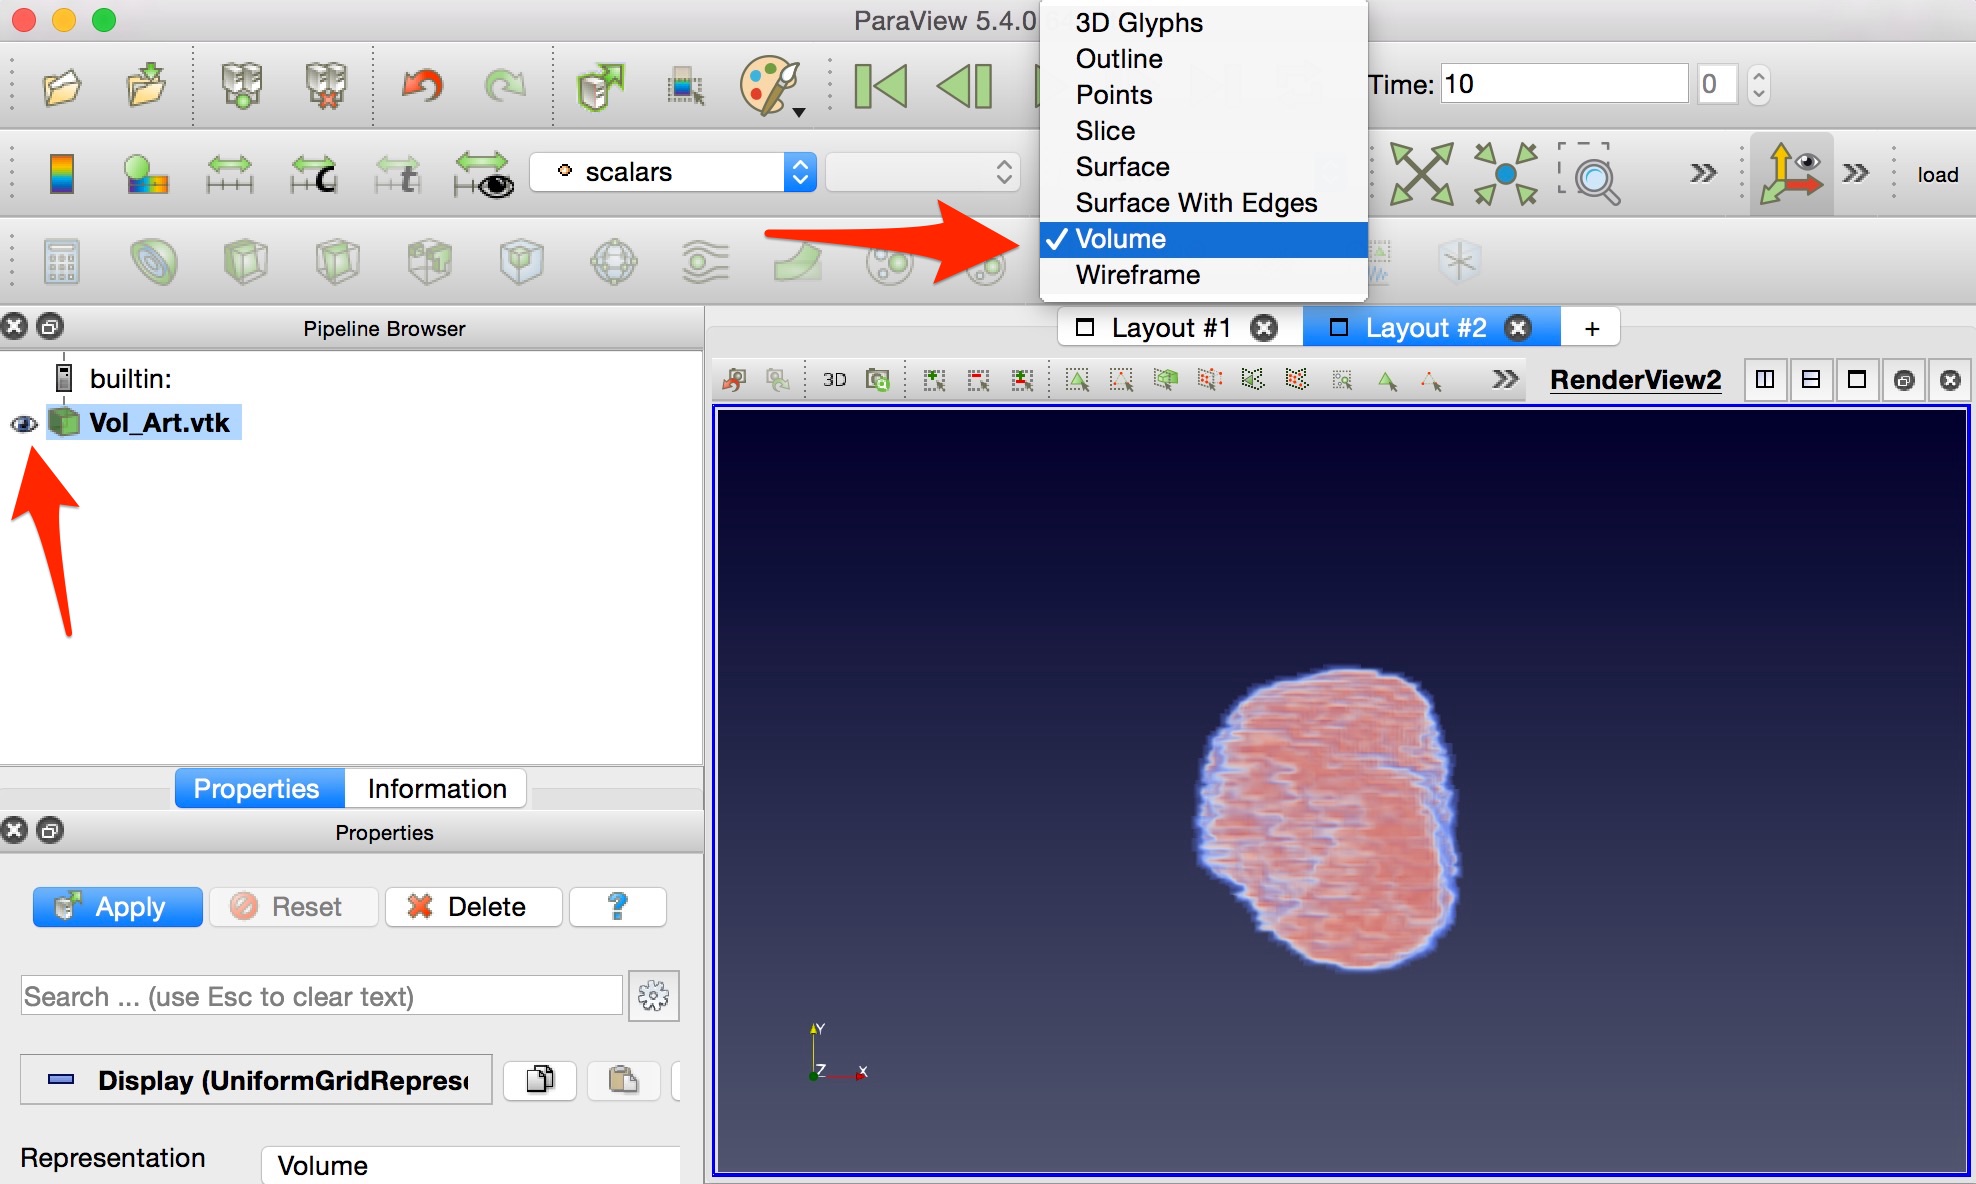 ParaView 5.4.0
3D Glyphs
Outline
Points
Slice
Surface
Surface With Edges
✓ Volume
Wireframe
Time: 10 0
C t scalars
load
Pipeline Browser
Layout #1 Layout #2 +
builtin:
3D RenderView2
Vol_Art.vtk
Properties Information
Properties
Apply Reset Delete ?
Search ... (use Esc to clear text)
Y
Z X
Display (UniformGridRepres
Representation Volume